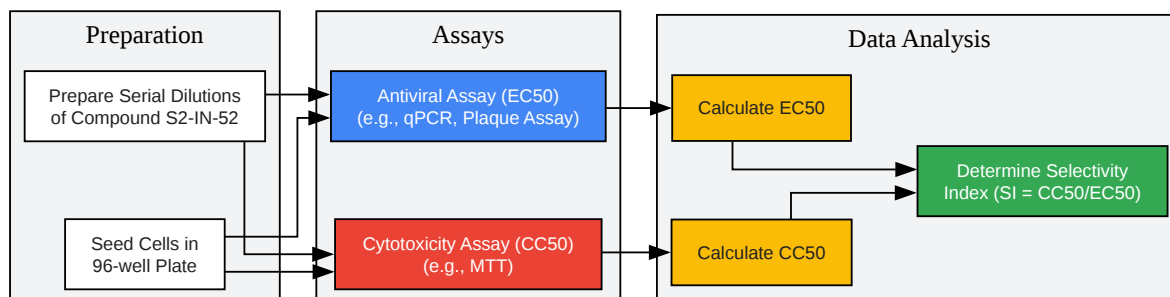 Preparation
Prepare Serial Dilutions
of Compound S2-IN-52
Seed Cells in
96-well Plate
Assays
Antiviral Assay (EC50)
(e.g., qPCR, Plaque Assay)
Cytotoxicity Assay (CC50)
(e.g., MTT)
Data Analysis
Calculate EC50
Calculate CC50
Determine Selectivity
Index (SI = CC50/EC50)